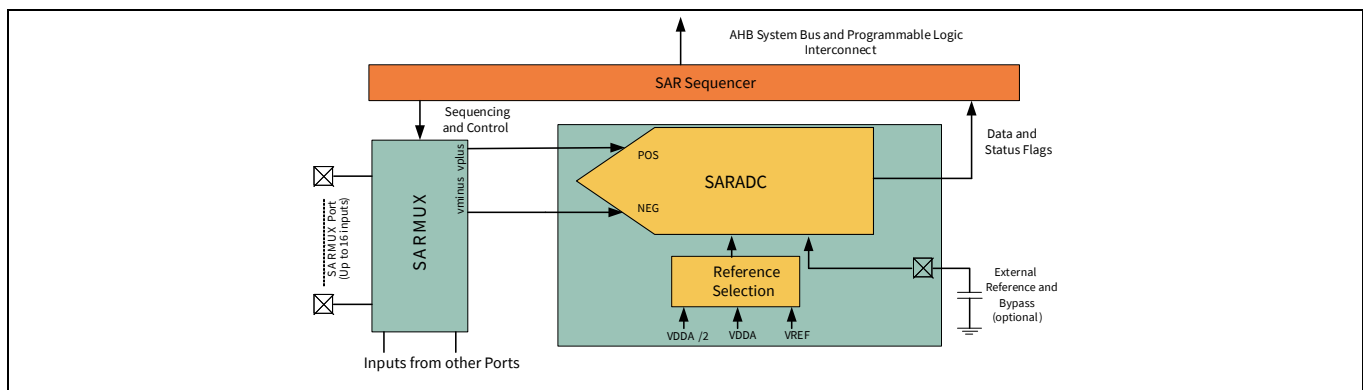 AHB System Bus and Programmable Logic
Interconnect
SAR Sequencer
Sequencing
and Control
Data and
Status Flags
vplus
vminus
POS
NEG
SARADC
SARMUX
SARMUX Port
(Up to 16 inputs)
Reference
Selection
External
Reference and
Bypass
(optional)
VDDA /2
VDDA
VREF
Inputs from other Ports